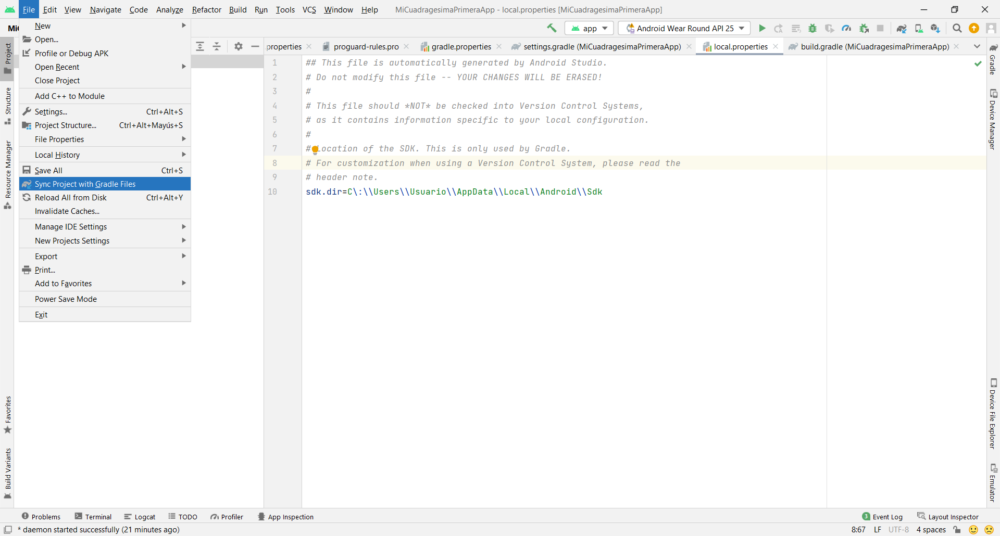 File Edit View Navigate Code Analyze Refactor Build Run Tools VCS Window Help MiCuadragesimaPrimeraApp - local.properties [MiCuadragesimaPrimeraApp]
app Android Wear Round API 25
.properties proguard-rules.pro gradle.properties settings.gradle (MiCuadragesimaPrimeraApp) local.properties build.gradle (MiCuadragesimaPrimeraApp)
New
Open...
Profile or Debug APK
Open Recent
Close Project
Add C++ to Module
Settings... Ctrl+Alt+S
Project Structure... Ctrl+Alt+Mayús+S
File Properties
Local History
Save All Ctrl+S
Sync Project with Gradle Files
Reload All from Disk Ctrl+Alt+Y
Invalidate Caches...
Manage IDE Settings
New Projects Settings
Export
Print...
Add to Favorites
Power Save Mode
Exit
Project
Structure
Resource Manager
Favorites
Build Variants
1 ## This file is automatically generated by Android Studio.
2 # Do not modify this file -- YOUR CHANGES WILL BE ERASED!
3 #
4 # This file should *NOT* be checked into Version Control Systems,
5 # as it contains information specific to your local configuration.
6 #
7 # Location of the SDK. This is only used by Gradle.
8 # For customization when using a Version Control System, please read the
9 # header note.
10 sdk.dir=C\:\\Users\\Usuario\\AppData\\Local\\Android\\Sdk
Gradle
Device Manager
Device File Explorer
Emulator
Problems Terminal Logcat TODO Profiler App Inspection 3 Event Log Layout Inspector
* daemon started successfully (21 minutes ago) 8:67 LF UTF-8 4 spaces